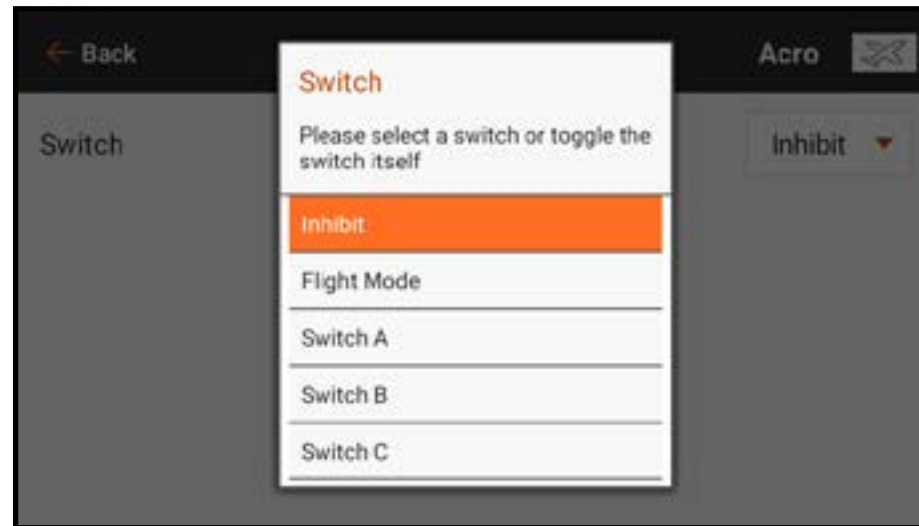 Back
Acro
Switch
Inhibit
Switch
Please select a switch or toggle the
switch itself
Inhibit
Flight Mode
Switch A
Switch B
Switch C